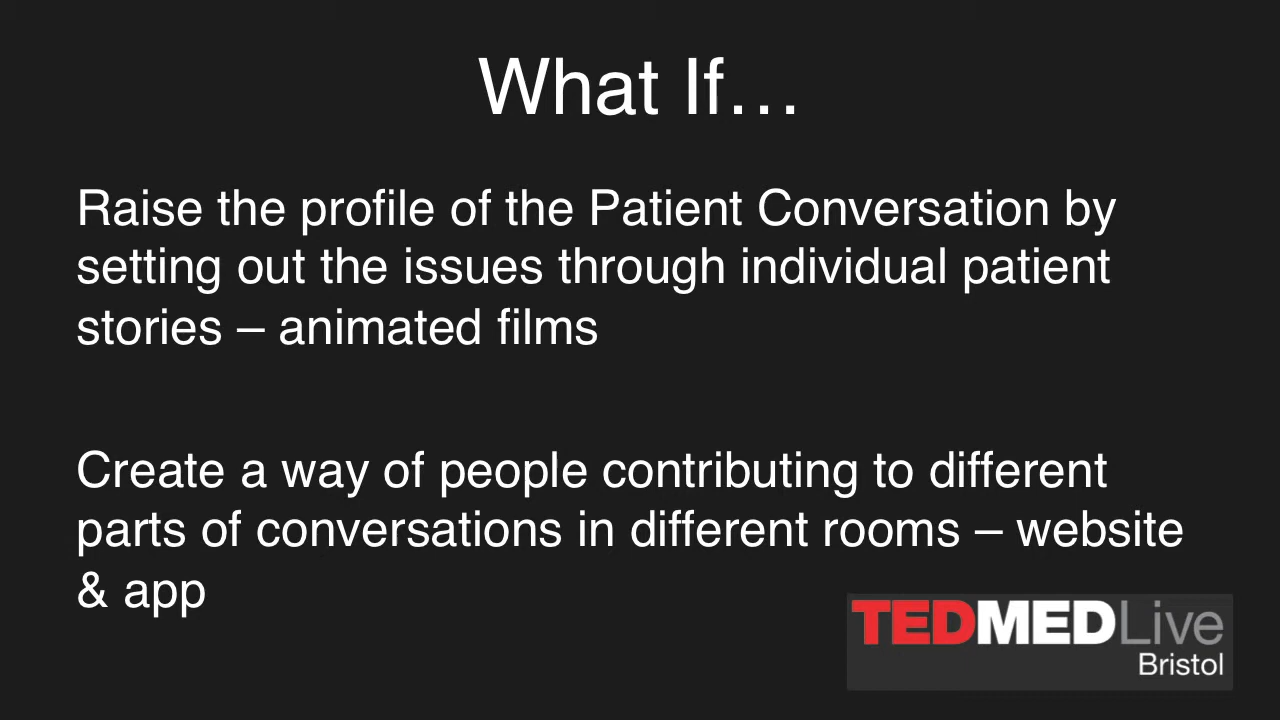 What If…
Raise the profile of the Patient Conversation by
setting out the issues through individual patient
stories – animated films
Create a way of people contributing to different
parts of conversations in different rooms – website
& app
TEDMEDLive
Bristol